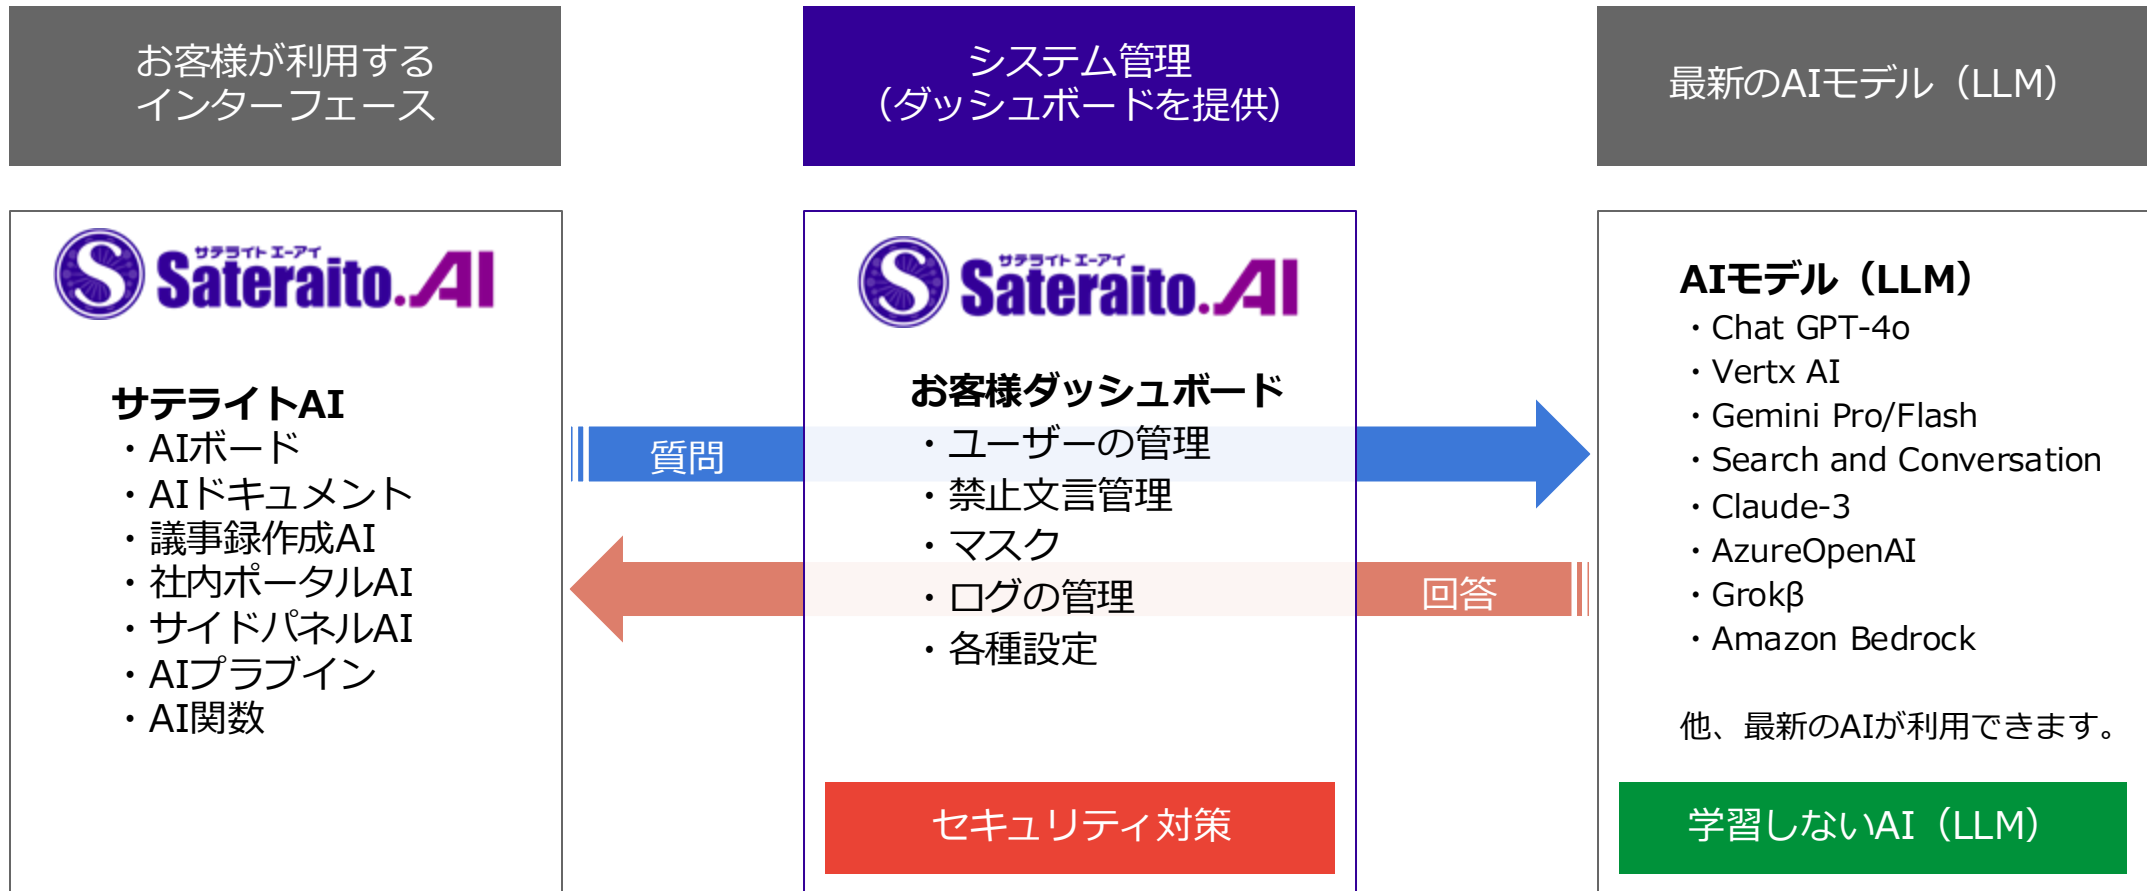 お客様が利用する
インターフェース
システム管理
（ダッシュボードを提供）
最新のAIモデル（LLM）
サテライト エーアイ
Sateraito.AI
サテライトAI
・AIボード
・AIドキュメント
・議事録作成AI
・社内ポータルAI
・サイドパネルAI
・AIプラブイン
・AI関数
質問
サテライト エーアイ
Sateraito.AI
お客様ダッシュボード
・ユーザーの管理
・禁止文言管理
・マスク
・ログの管理
・各種設定
セキュリティ対策
回答
AIモデル（LLM）
・Chat GPT-4o
・Vertx AI
・Gemini Pro/Flash
・Search and Conversation
・Claude-3
・AzureOpenAI
・Grokβ
・Amazon Bedrock
他、最新のAIが利用できます。
学習しないAI（LLM）